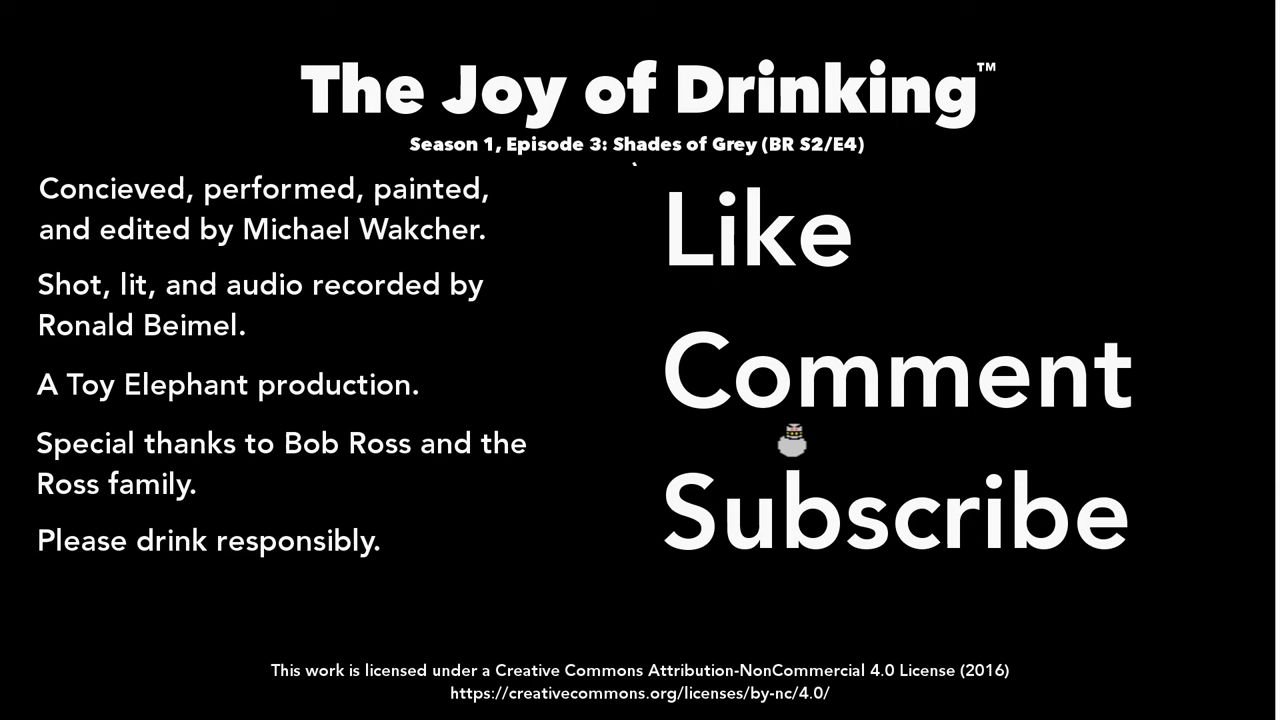 The Joy of Drinking™
Season 1, Episode 3: Shades of Grey (BR S2/E4)
Concieved, performed, painted,
and edited by Michael Wakcher.
Shot, lit, and audio recorded by
Ronald Beimel.
A Toy Elephant production.
Special thanks to Bob Ross and the
Ross family.
Please drink responsibly.
Like
Comment
Subscribe
This work is licensed under a Creative Commons Attribution-NonCommercial 4.0 License (2016)
https://creativecommons.org/licenses/by-nc/4.0/